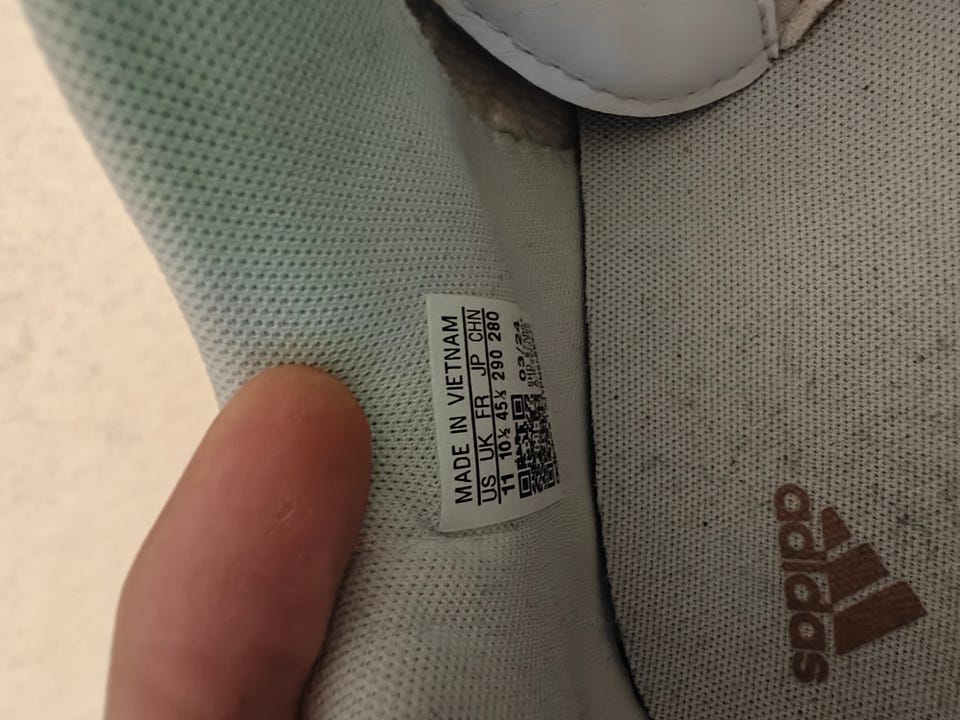 MADE IN VIETNAM
US UK FR JP CHN
11 10½ 45⅓ 290 280
03/24
adidas